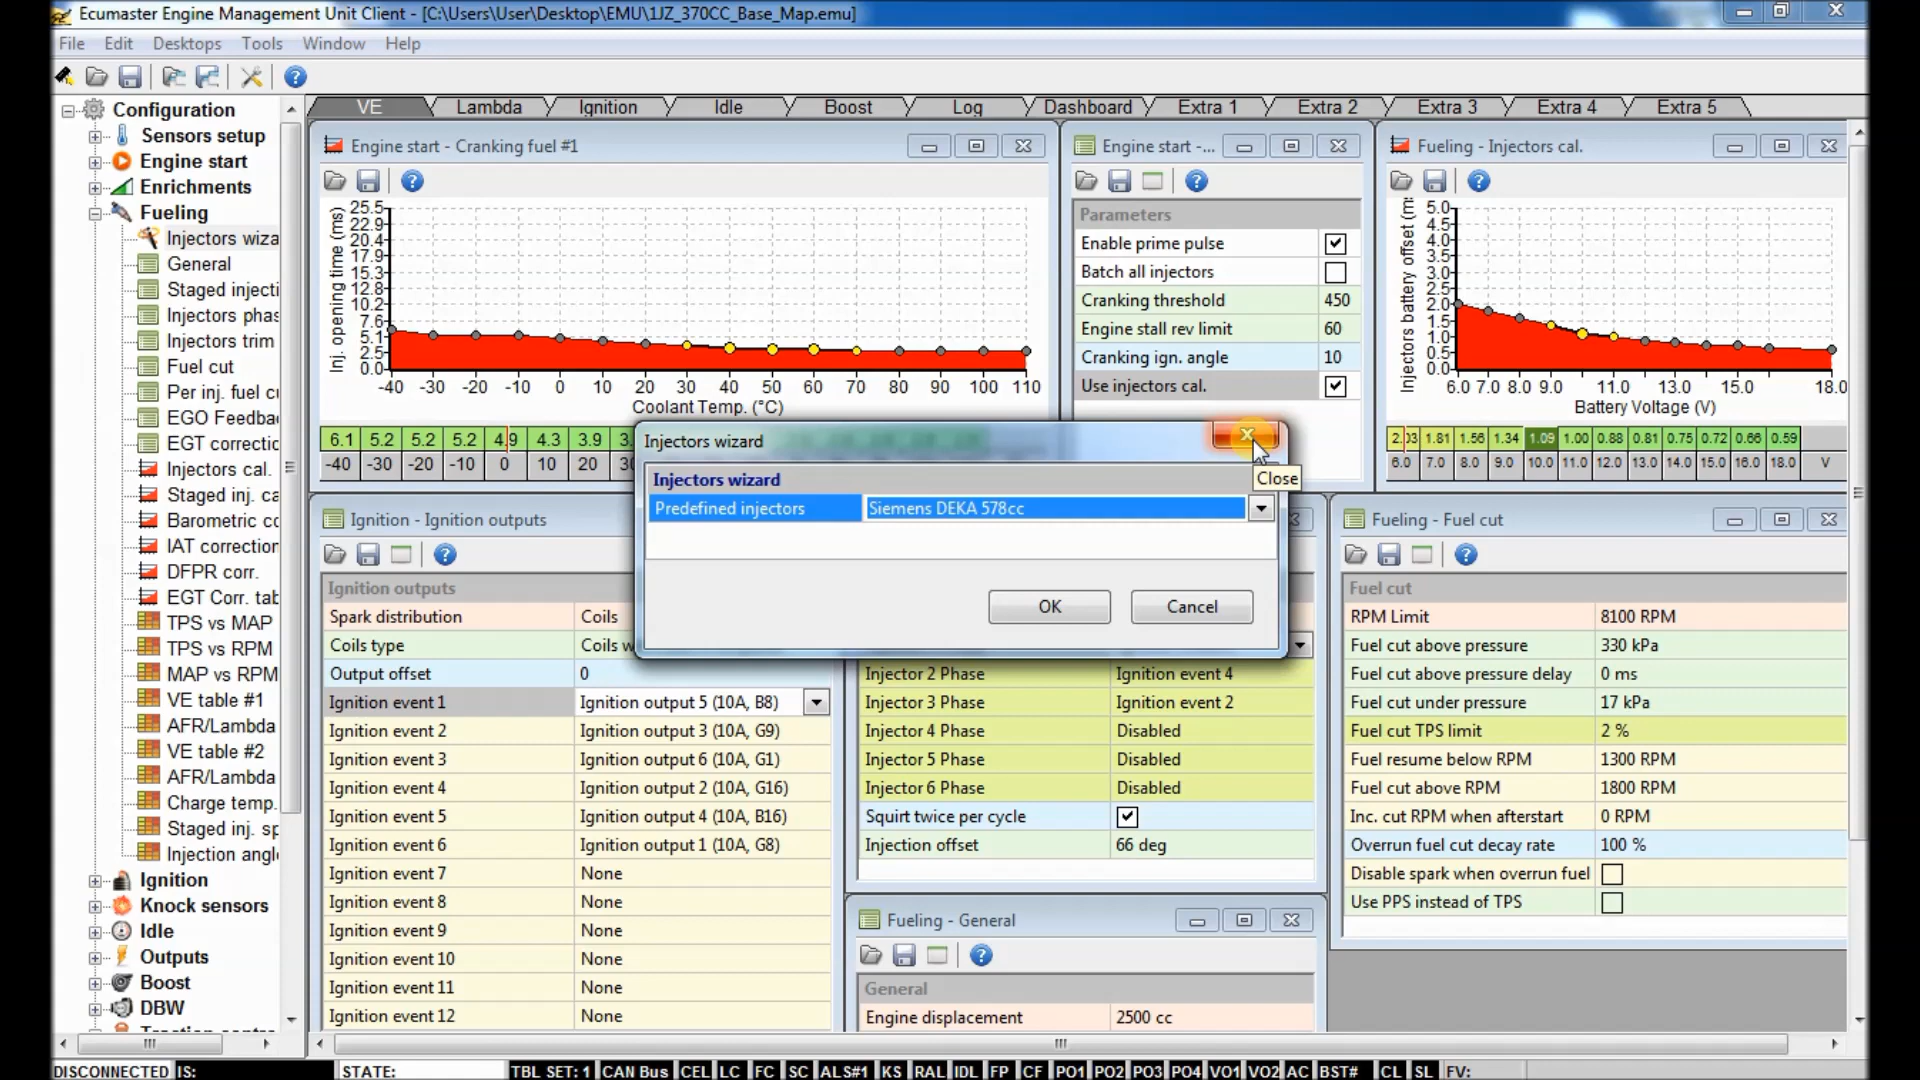 Ecumaster Engine Management Unit Client - [C:\Users\User\Desktop\EMU\1JZ_370CC_Base_Map.emu]
File Edit Desktops Tools Window Help
VE Lambda Ignition Idle Boost Log Dashboard Extra 1 Extra 2 Extra 3 Extra 4 Extra 5
Configuration
Sensors setup
Engine start
Enrichments
Fueling
Injectors wiza
General
Staged injecti
Injectors phas
Injectors trim
Fuel cut
Per inj. fuel c
EGO Feedba
EGT correctic
Injectors cal.
Staged inj. ca
Barometric cc
IAT correction
DFPR corr.
EGT Corr. tab
TPS vs MAP
TPS vs RPM
MAP vs RPM
VE table #1
AFR/Lambda
VE table #2
AFR/Lambda
Charge temp.
Staged inj. sp
Injection angl
Ignition
Knock sensors
Idle
Outputs
Boost
DBW
Engine start - Cranking fuel #1
Inj. opening time (ms)
25.5
22.9
20.4
17.9
15.3
12.8
10.2
7.6
5.1
2.5
0.0
-40 -30 -20 -10 0 10 20 30 40 50 60 70 80 90 100 110
Coolant Temp. (°C)
6.1 5.2 5.2 5.2 4.9 4.3 3.9 3.
-40 -30 -20 -10 0 10 20 30
Engine start -...
Parameters
Enable prime pulse
Batch all injectors
Cranking threshold 450
Engine stall rev limit 60
Cranking ign. angle 10
Use injectors cal.
Fueling - Injectors cal.
Injectors battery offset (m
5.0
4.5
4.0
3.5
3.0
2.5
2.0
1.5
1.0
0.5
0.0
6.0 7.0 8.0 9.0 11.0 13.0 15.0 18.0
Battery Voltage (V)
2.03 1.81 1.56 1.34 1.09 1.00 0.88 0.81 0.75 0.72 0.66 0.59
6.0 7.0 8.0 9.0 10.0 11.0 12.0 13.0 14.0 15.0 16.0 18.0 V
Injectors wizard
Close
Injectors wizard
Predefined injectors Siemens DEKA 578cc
OK Cancel
Ignition - Ignition outputs
Ignition outputs
Spark distribution Coils
Coils type Coils w
Output offset 0
Ignition event 1 Ignition output 5 (10A, B8)
Ignition event 2 Ignition output 3 (10A, G9)
Ignition event 3 Ignition output 6 (10A, G1)
Ignition event 4 Ignition output 2 (10A, G16)
Ignition event 5 Ignition output 4 (10A, B16)
Ignition event 6 Ignition output 1 (10A, G8)
Ignition event 7 None
Ignition event 8 None
Ignition event 9 None
Ignition event 10 None
Ignition event 11 None
Ignition event 12 None
Injector 2 Phase Ignition event 4
Injector 3 Phase Ignition event 2
Injector 4 Phase Disabled
Injector 5 Phase Disabled
Injector 6 Phase Disabled
Squirt twice per cycle
Injection offset 66 deg
Fueling - General
General
Engine displacement 2500 cc
Fueling - Fuel cut
Fuel cut
RPM Limit 8100 RPM
Fuel cut above pressure 330 kPa
Fuel cut above pressure delay 0 ms
Fuel cut under pressure 17 kPa
Fuel cut TPS limit 2 %
Fuel resume below RPM 1300 RPM
Fuel cut above RPM 1800 RPM
Inc. cut RPM when afterstart 0 RPM
Overrun fuel cut decay rate 100 %
Disable spark when overrun fuel
Use PPS instead of TPS
DISCONNECTED IS: STATE: TBL SET: 1 CAN Bus CEL LC FC SC ALS#1 KS RAL IDL FP CF PO1 PO2 PO3 PO4 VO1 VO2 AC BST# CL SL FV: